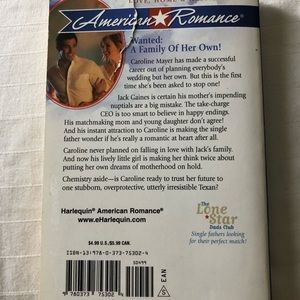 LOVE, HOME &
American Romance®
Wanted:
A Family Of Her Own!
Caroline Mayer has made a successful
career out of planning everybody's
wedding but her own. But this is the first
time she's been asked to stop one!
Jack Gaines is certain his mother's impending
nuptials are a big mistake. The take-charge
CEO is too smart to believe in happy endings.
His matchmaking mom and young daughter don't agree!
And his instant attraction to Caroline is making the single
father wonder if he's really a romantic at heart after all.
Caroline never planned on falling in love with Jack's family.
And now his lively little girl is making her think twice about
putting her own dreams of motherhood on hold.
Chemistry aside—is Caroline ready to trust her future to
one stubborn, overprotective, utterly irresistible Texan?
Harlequin® American Romance®
www.eHarlequin.com
The
Lone
Star
Dads Club
Single fathers looking
for their perfect match!
$4.99 U.S./$5.99 CAN.
ISBN-13:978-0-373-75302-4
50499
9 780373 753024
EAN